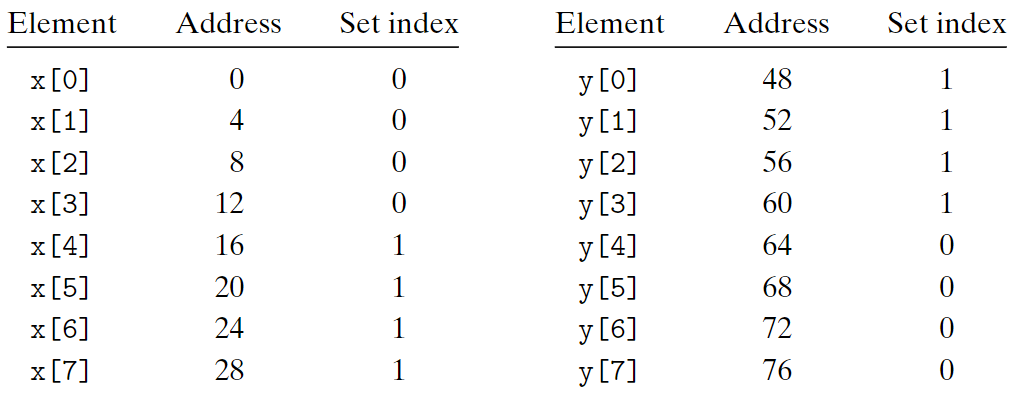 Element Address Set index Element Address Set index
x[0] 0 0 y[0] 48 1
x[1] 4 0 y[1] 52 1
x[2] 8 0 y[2] 56 1
x[3] 12 0 y[3] 60 1
x[4] 16 1 y[4] 64 0
x[5] 20 1 y[5] 68 0
x[6] 24 1 y[6] 72 0
x[7] 28 1 y[7] 76 0